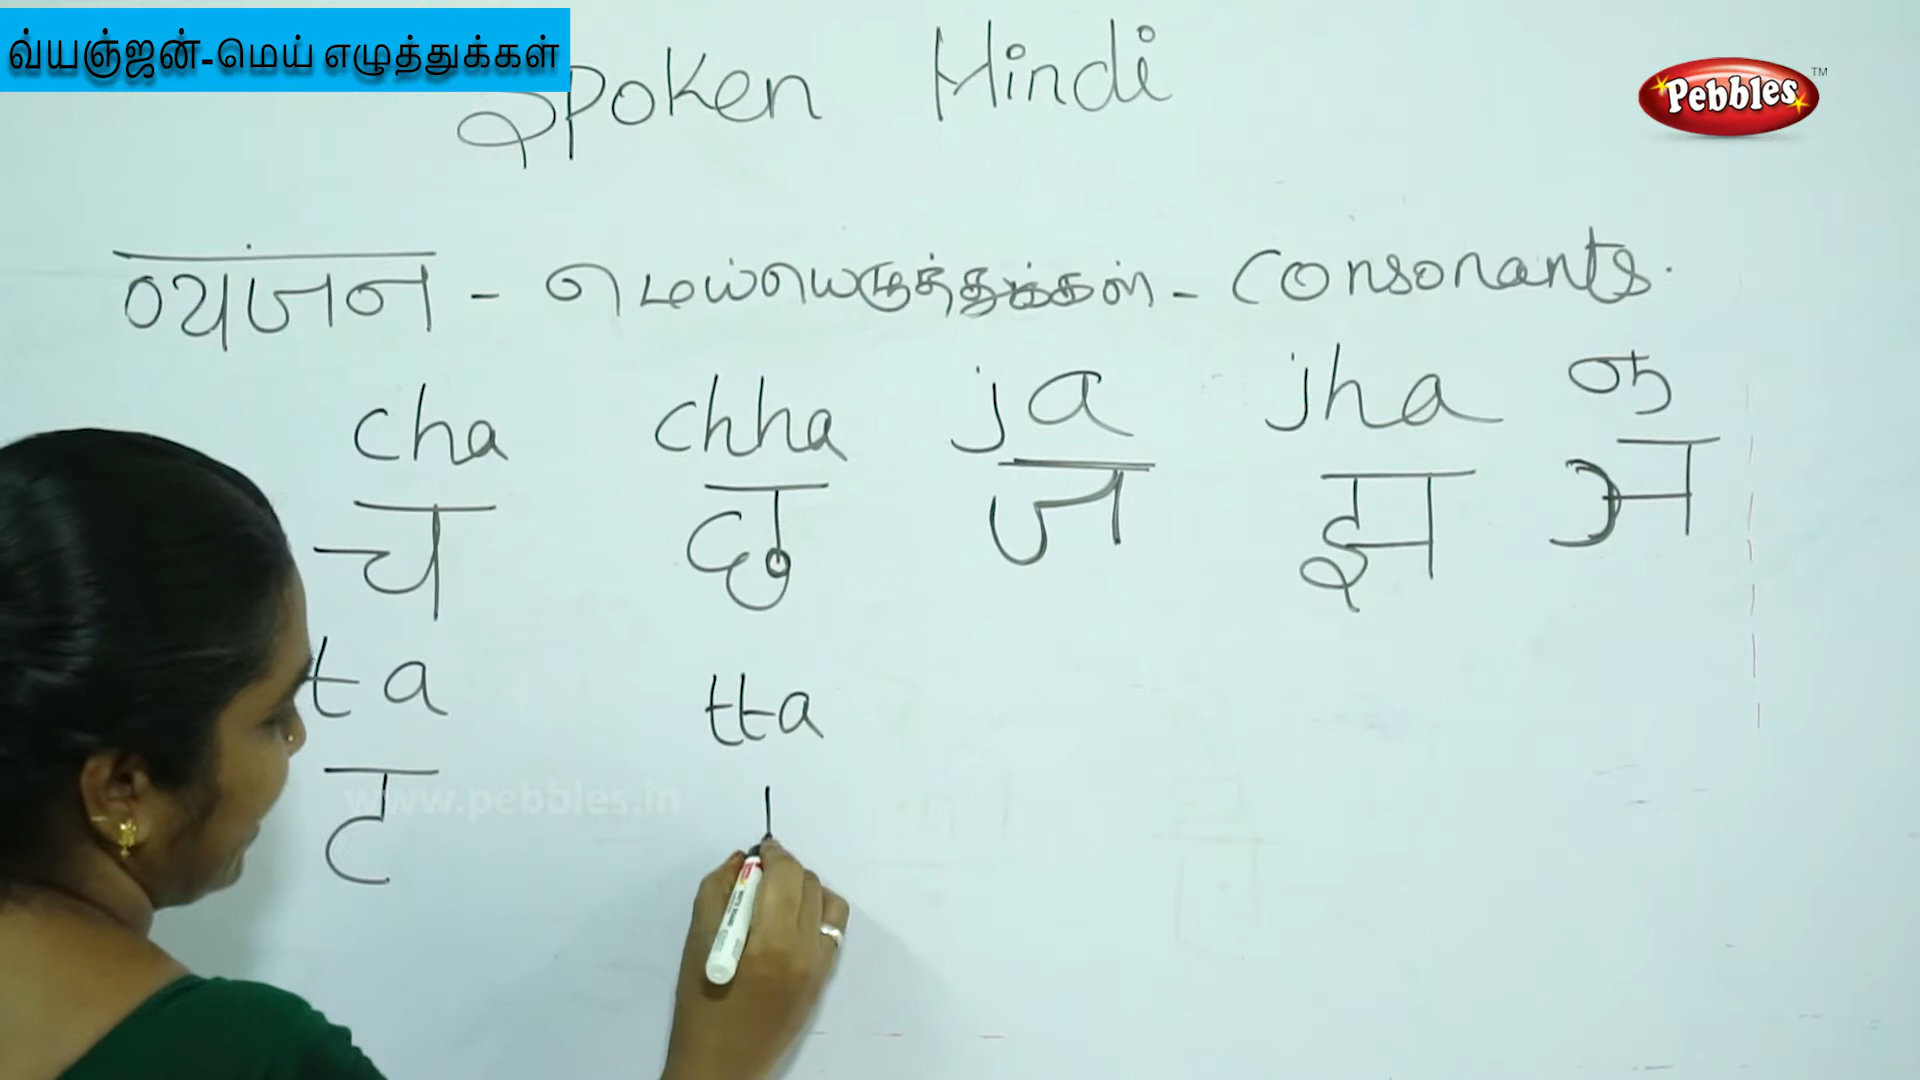 வ்யஞ்ஜன்-மெய் எழுத்துக்கள்
Spoken Hindi
Pebbles TM
व्यंजन - மெய்யெழுத்துக்கள் - Consonants.
cha chha ja jha ஞ
च छ ज झ ञ
ta tta
ट
www.pebbles.in